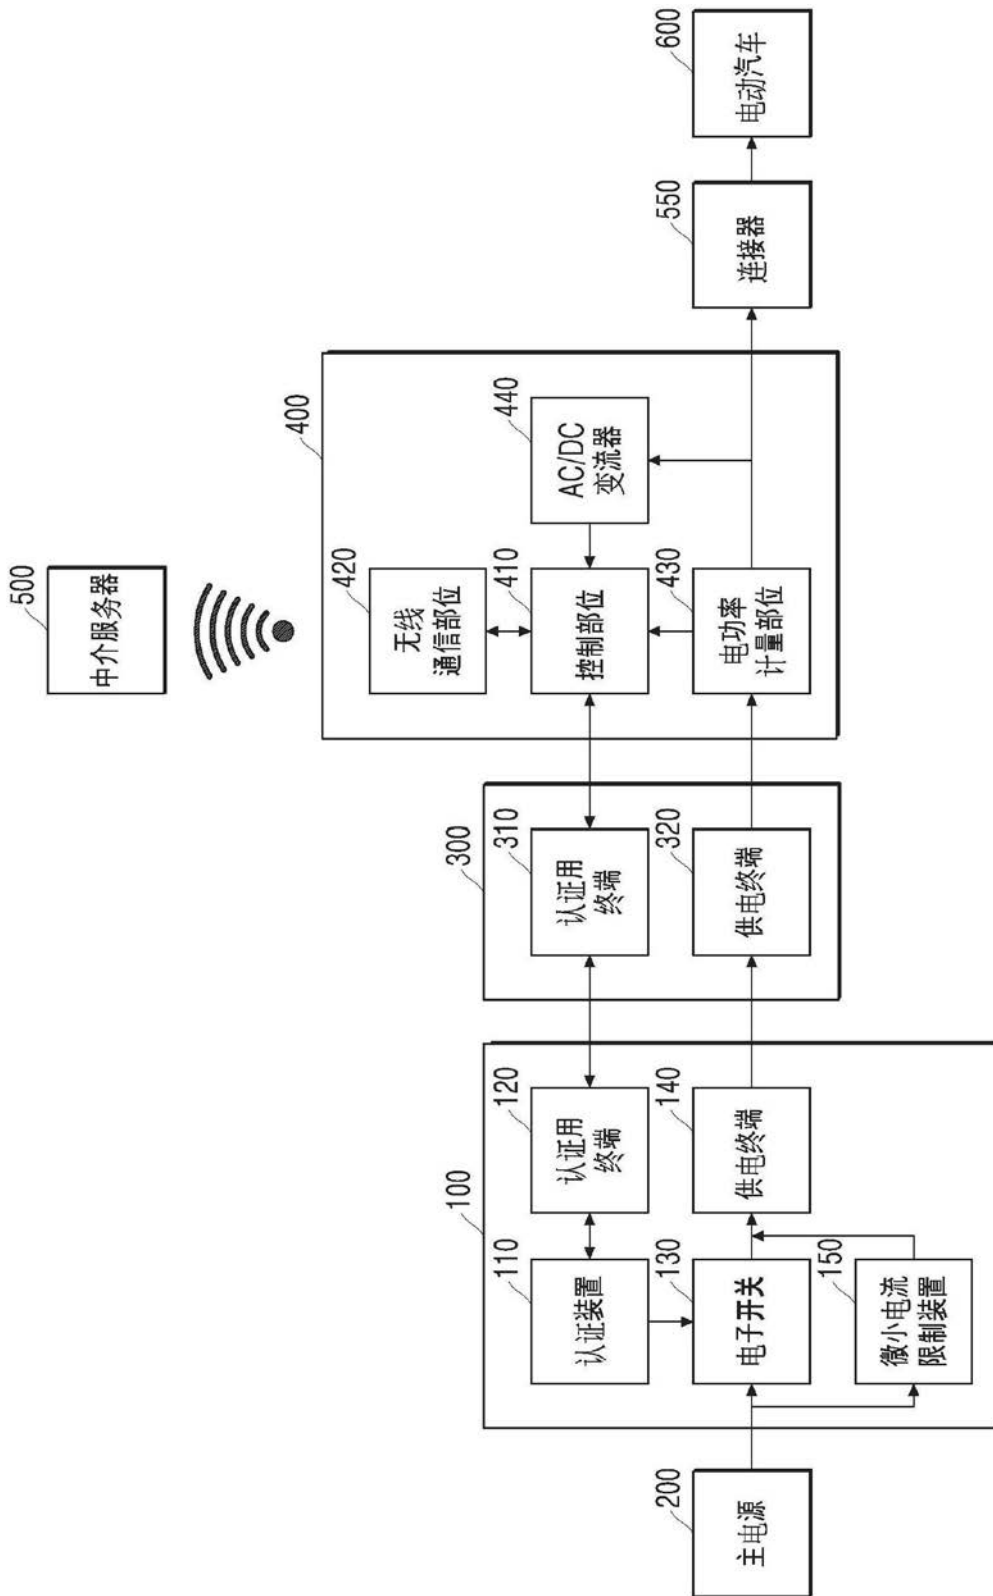 500
中介服务器
400
420
无线
通信部位
440
AC/DC
变流器
410
控制部位
430
电功率
计量部位
300
310
认证用
终端
320
供电终端
100
110
认证装置
120
认证用
终端
130
电子开关
140
供电终端
150
微小电流
限制装置
200
主电源
550
连接器
600
电动汽车